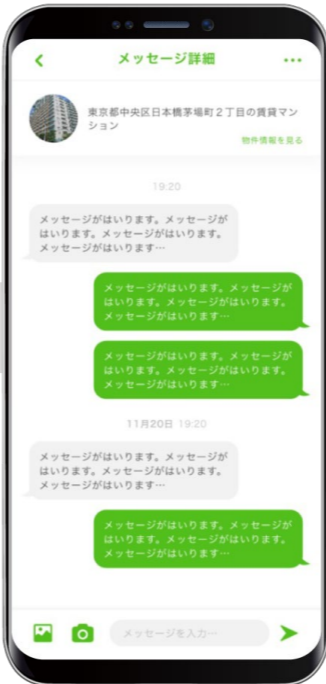 メッセージ詳細
東京都中央区日本橋茅場町2丁目の賃貸マン
ション
物件情報を見る
19:20
メッセージがはいります。メッセージが
はいります。メッセージがはいります。
メッセージがはいります…
メッセージがはいります。メッセージが
はいります。メッセージがはいります。
メッセージがはいります…
メッセージがはいります。メッセージが
はいります。メッセージがはいります。
メッセージがはいります…
11月20日 19:20
メッセージがはいります。メッセージが
はいります。メッセージがはいります。
メッセージがはいります…
メッセージがはいります。メッセージが
はいります。メッセージがはいります。
メッセージがはいります…
メッセージを入力…